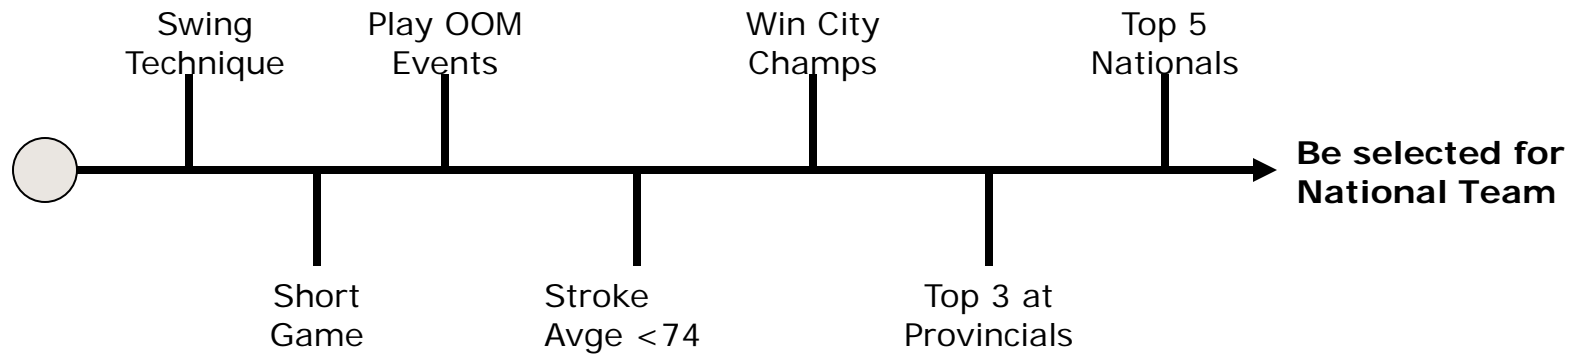 Swing
Technique
Play OOM
Events
Win City
Champs
Top 5
Nationals
Be selected for
National Team
Short
Game
Stroke
Avge <74
Top 3 at
Provincials